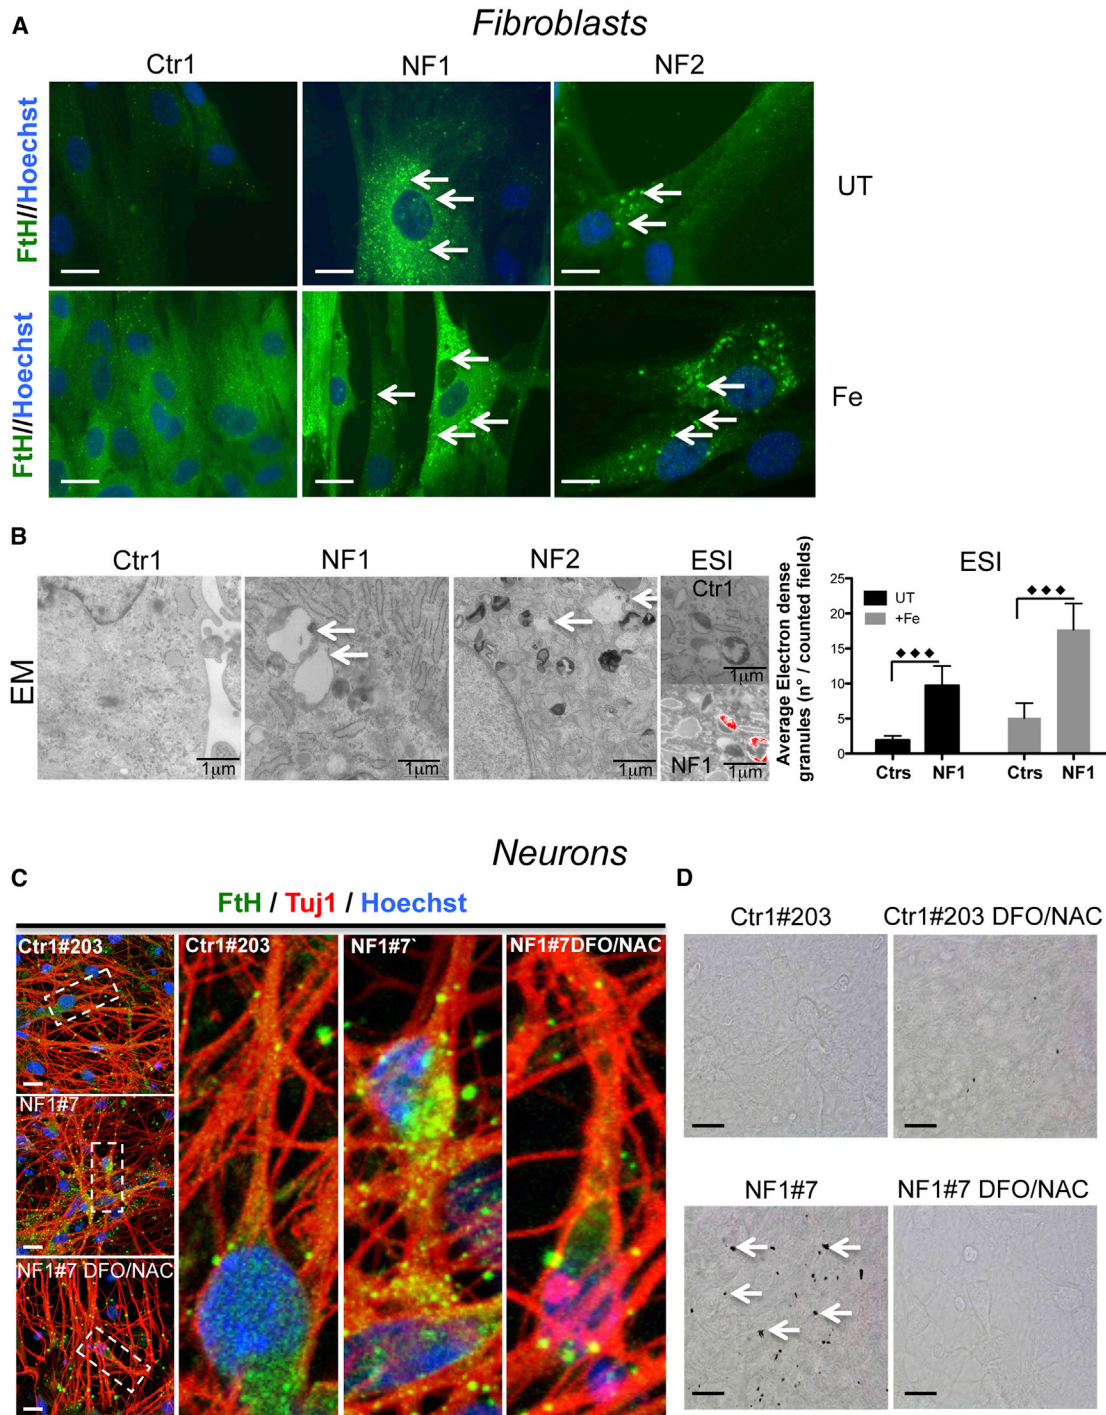 A
Fibroblasts
Ctr1 NF1 NF2
FtH//Hoechst
UT
FtH//Hoechst
Fe
B
Ctr1 NF1 NF2 ESI
EM
1µm
1µm
1µm
Ctr1
1µm
NF1
1µm
ESI
Average Electron dense
granules (n° / counted fields)
25
20
15
10
5
0
UT
+Fe
♦♦♦
♦♦♦
Ctrs NF1 Ctrs NF1
Neurons
C
FtH / Tuj1 / Hoechst
Ctr1#203
NF1#7
NF1#7 DFO/NAC
Ctr1#203
NF1#7`
NF1#7DFO/NAC
D
Ctr1#203
Ctr1#203 DFO/NAC
NF1#7
NF1#7 DFO/NAC